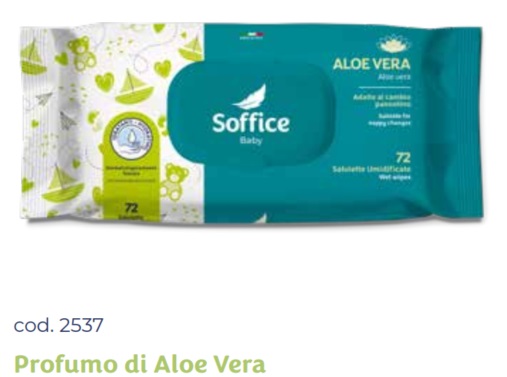 ALOE VERA
Aloe vera
Adatte al cambio
pannolino
Suitable for
nappy changes
Soffice
Baby
72
Salviette Umidificate
Wet wipes
72
cod. 2537
Profumo di Aloe Vera